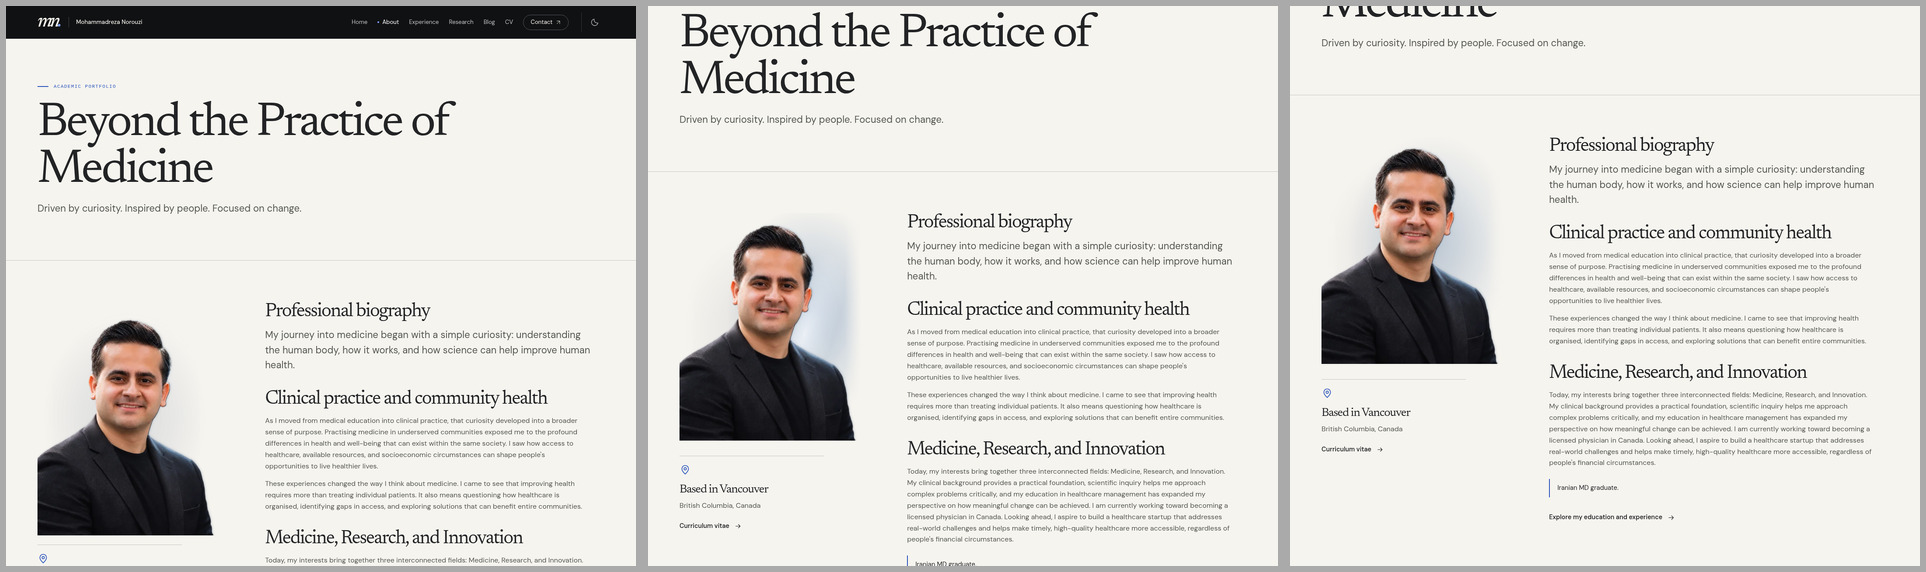 mn.
Mohammadreza Norouzi
Home
About
Experience
Research
Blog
CV
Contact
ACADEMIC PORTFOLIO
Beyond the Practice of
Medicine
Driven by curiosity. Inspired by people. Focused on change.
Professional biography
My journey into medicine began with a simple curiosity: understanding
the human body, how it works, and how science can help improve human
health.
Clinical practice and community health
As I moved from medical education into clinical practice, that curiosity developed into a broader
sense of purpose. Practising medicine in underserved communities exposed me to the profound
differences in health and well-being that can exist within the same society. I saw how access to
healthcare, available resources, and socioeconomic circumstances can shape people's
opportunities to live healthier lives.
These experiences changed the way I think about medicine. I came to see that improving health
requires more than treating individual patients. It also means questioning how healthcare is
organised, identifying gaps in access, and exploring solutions that can benefit entire communities.
Medicine, Research, and Innovation
Today, my interests bring together three interconnected fields: Medicine, Research, and Innovation.
Beyond the Practice of
Medicine
Driven by curiosity. Inspired by people. Focused on change.
Based in Vancouver
British Columbia, Canada
Curriculum vitae →
Professional biography
My journey into medicine began with a simple curiosity: understanding
the human body, how it works, and how science can help improve human
health.
Clinical practice and community health
As I moved from medical education into clinical practice, that curiosity developed into a broader
sense of purpose. Practising medicine in underserved communities exposed me to the profound
differences in health and well-being that can exist within the same society. I saw how access to
healthcare, available resources, and socioeconomic circumstances can shape people's
opportunities to live healthier lives.
These experiences changed the way I think about medicine. I came to see that improving health
requires more than treating individual patients. It also means questioning how healthcare is
organised, identifying gaps in access, and exploring solutions that can benefit entire communities.
Medicine, Research, and Innovation
Today, my interests bring together three interconnected fields: Medicine, Research, and Innovation.
My clinical background provides a practical foundation, scientific inquiry helps me approach
complex problems critically, and my education in healthcare management has expanded my
perspective on how meaningful change can be achieved. I am currently working toward becoming a
licensed physician in Canada. Looking ahead, I aspire to build a healthcare startup that addresses
real-world challenges and helps make timely, high-quality healthcare more accessible, regardless of
people's financial circumstances.
Iranian MD graduate.
Medicine
Driven by curiosity. Inspired by people. Focused on change.
Based in Vancouver
British Columbia, Canada
Curriculum vitae →
Professional biography
My journey into medicine began with a simple curiosity: understanding
the human body, how it works, and how science can help improve human
health.
Clinical practice and community health
As I moved from medical education into clinical practice, that curiosity developed into a broader
sense of purpose. Practising medicine in underserved communities exposed me to the profound
differences in health and well-being that can exist within the same society. I saw how access to
healthcare, available resources, and socioeconomic circumstances can shape people's
opportunities to live healthier lives.
These experiences changed the way I think about medicine. I came to see that improving health
requires more than treating individual patients. It also means questioning how healthcare is
organised, identifying gaps in access, and exploring solutions that can benefit entire communities.
Medicine, Research, and Innovation
Today, my interests bring together three interconnected fields: Medicine, Research, and Innovation.
My clinical background provides a practical foundation, scientific inquiry helps me approach
complex problems critically, and my education in healthcare management has expanded my
perspective on how meaningful change can be achieved. I am currently working toward becoming a
licensed physician in Canada. Looking ahead, I aspire to build a healthcare startup that addresses
real-world challenges and helps make timely, high-quality healthcare more accessible, regardless of
people's financial circumstances.
Iranian MD graduate.
Explore my education and experience →